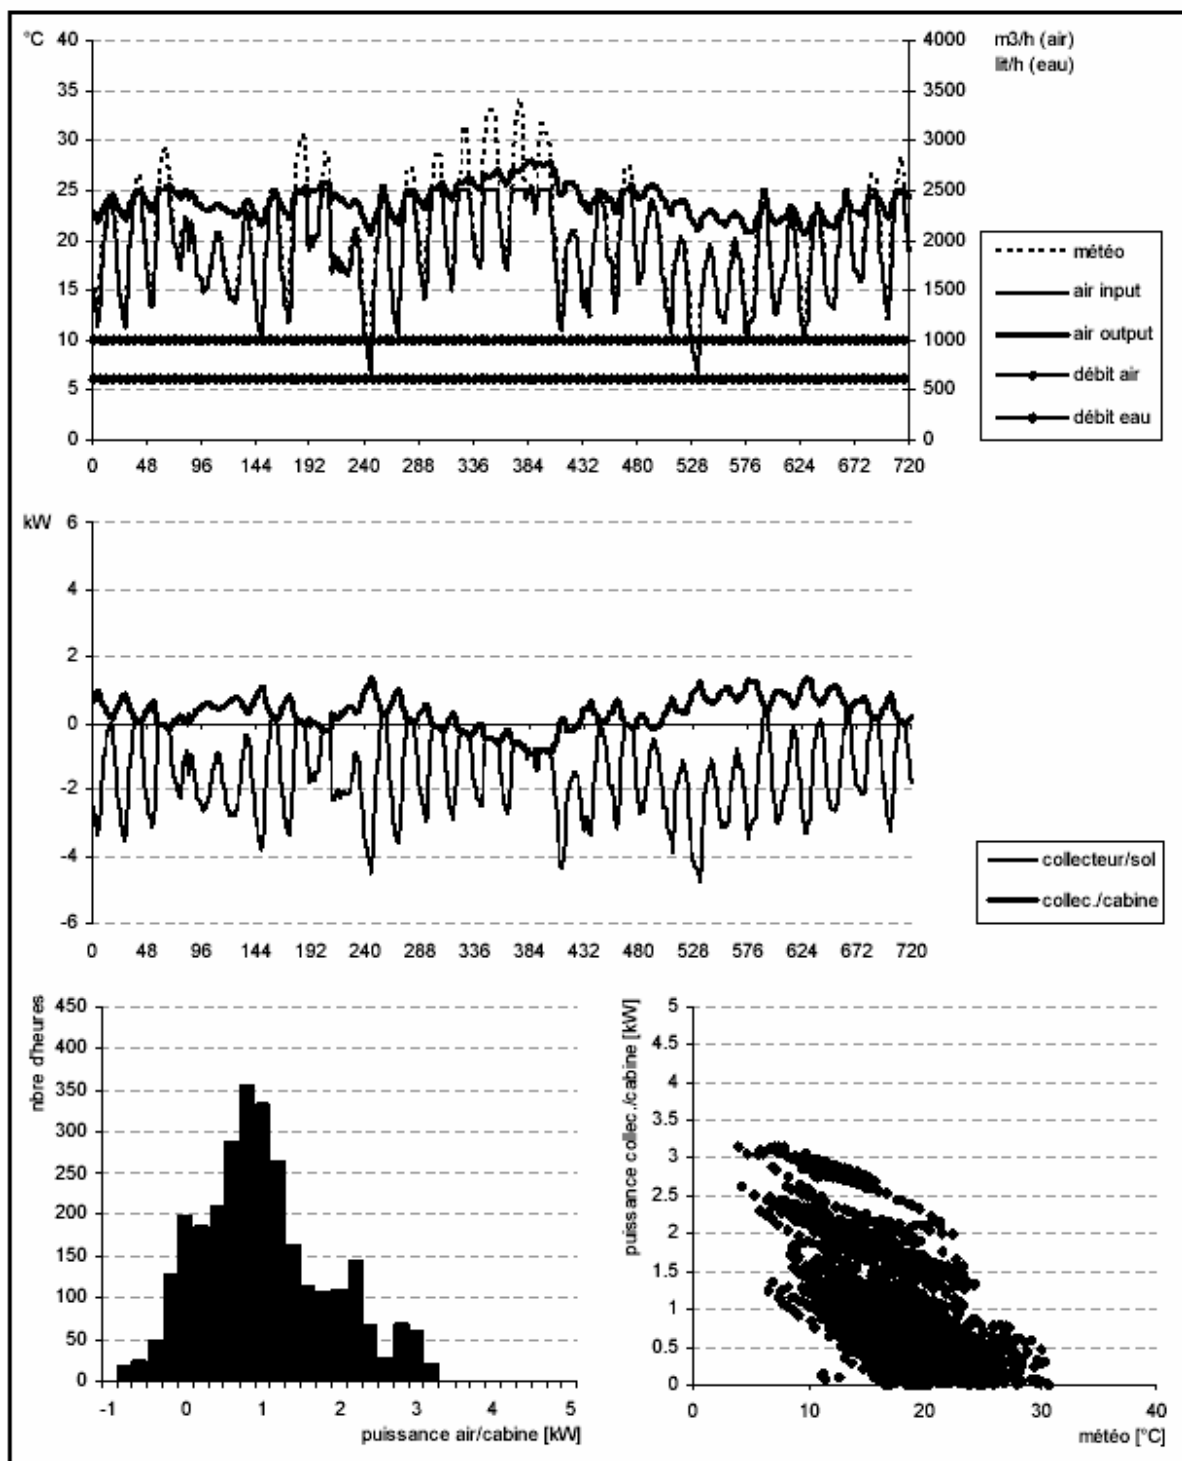 °C
40
35
30
25
20
15
10
5
0
4000
3500
3000
2500
2000
1500
1000
500
0
m3/h (air)
lit/h (eau)
0 48 96 144 192 240 288 336 384 432 480 528 576 624 672 720
météo
air input
air output
débit air
débit eau
kW
6
4
2
0
-2
-4
-6
0 48 96 144 192 240 288 336 384 432 480 528 576 624 672 720
collecteur/sol
collec./cabine
nbre d'heures
450
400
350
300
250
200
150
100
50
0
-1 0 1 2 3 4 5
puissance air/cabine [kW]
puissance collec./cabine [kW]
5
4.5
4
3.5
3
2.5
2
1.5
1
0.5
0
0 10 20 30 40
météo [°C]